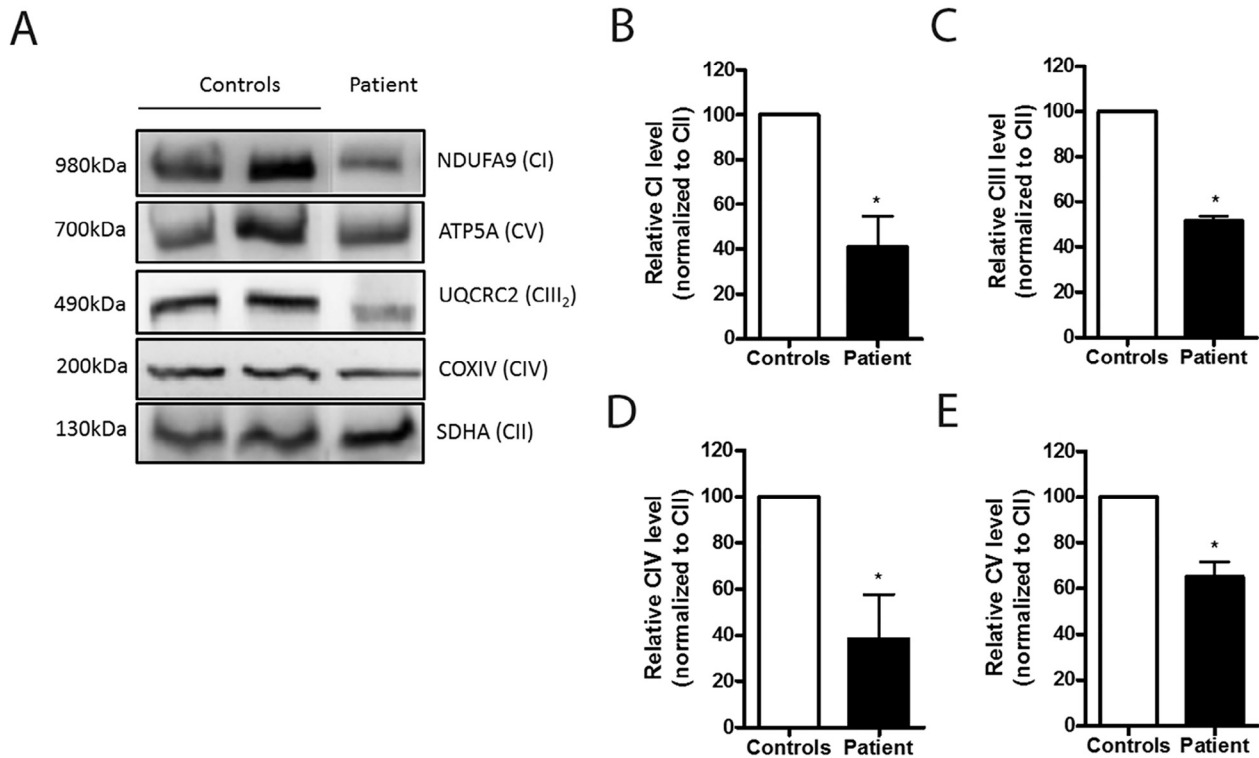 A
Controls Patient
980kDa NDUFA9 (CI)
700kDa ATP5A (CV)
490kDa UQCRC2 (CIII₂)
200kDa COXIV (CIV)
130kDa SDHA (CII)
B
Relative CI level
(normalized to CII)
120
100
80
60
40
20
0
*
Controls Patient
C
Relative CIII level
(normalized to CII)
120
100
80
60
40
20
0
*
Controls Patient
D
Relative CIV level
(normalized to CII)
120
100
80
60
40
20
0
*
Controls Patient
E
Relative CV level
(normalized to CII)
120
100
80
60
40
20
0
*
Controls Patient